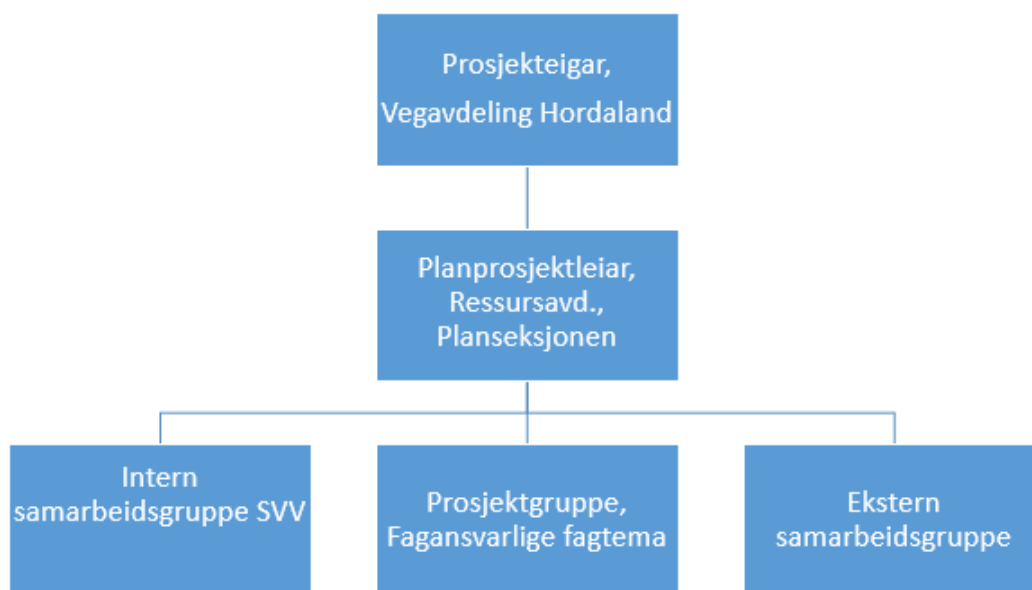 Prosjekteigar,
Vegavdeling Hordaland
Planprosjektleiar,
Ressursavd.,
Planseksjonen
Intern
samarbeidsgruppe SVV
Prosjektgruppe,
Fagansvarlige fagtema
Ekstern
samarbeidsgruppe